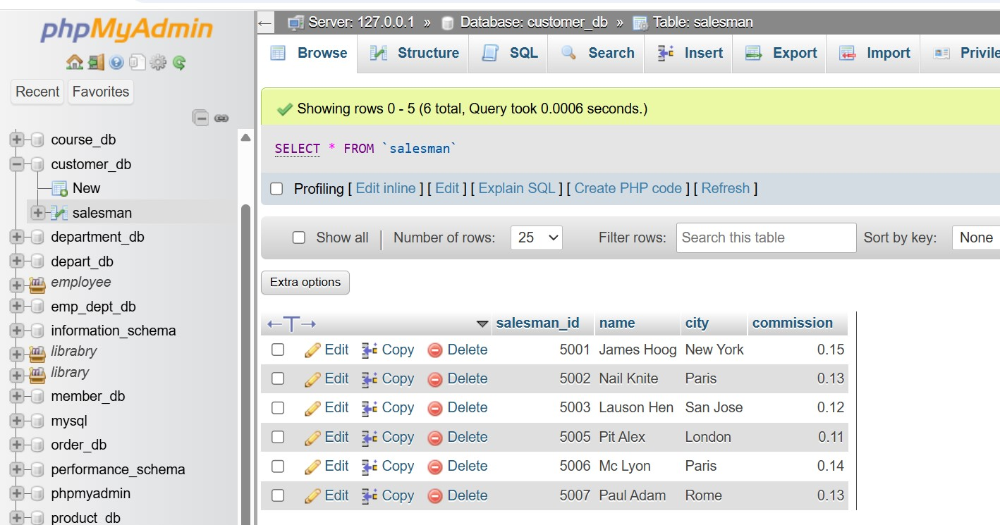 phpMyAdmin
Recent Favorites
course_db
customer_db
New
salesman
department_db
depart_db
employee
emp_dept_db
information_schema
librabry
library
member_db
mysql
order_db
performance_schema
phpmyadmin
product_db
Server: 127.0.0.1 » Database: customer_db » Table: salesman
Browse Structure SQL Search Insert Export Import Privile
Showing rows 0 - 5 (6 total, Query took 0.0006 seconds.)
SELECT * FROM `salesman`
Profiling [ Edit inline ] [ Edit ] [ Explain SQL ] [ Create PHP code ] [ Refresh ]
Show all | Number of rows: 25 Filter rows: Search this table Sort by key: None
Extra options
←T→ salesman_id name city commission
Edit Copy Delete 5001 James Hoog New York 0.15
Edit Copy Delete 5002 Nail Knite Paris 0.13
Edit Copy Delete 5003 Lauson Hen San Jose 0.12
Edit Copy Delete 5005 Pit Alex London 0.11
Edit Copy Delete 5006 Mc Lyon Paris 0.14
Edit Copy Delete 5007 Paul Adam Rome 0.13